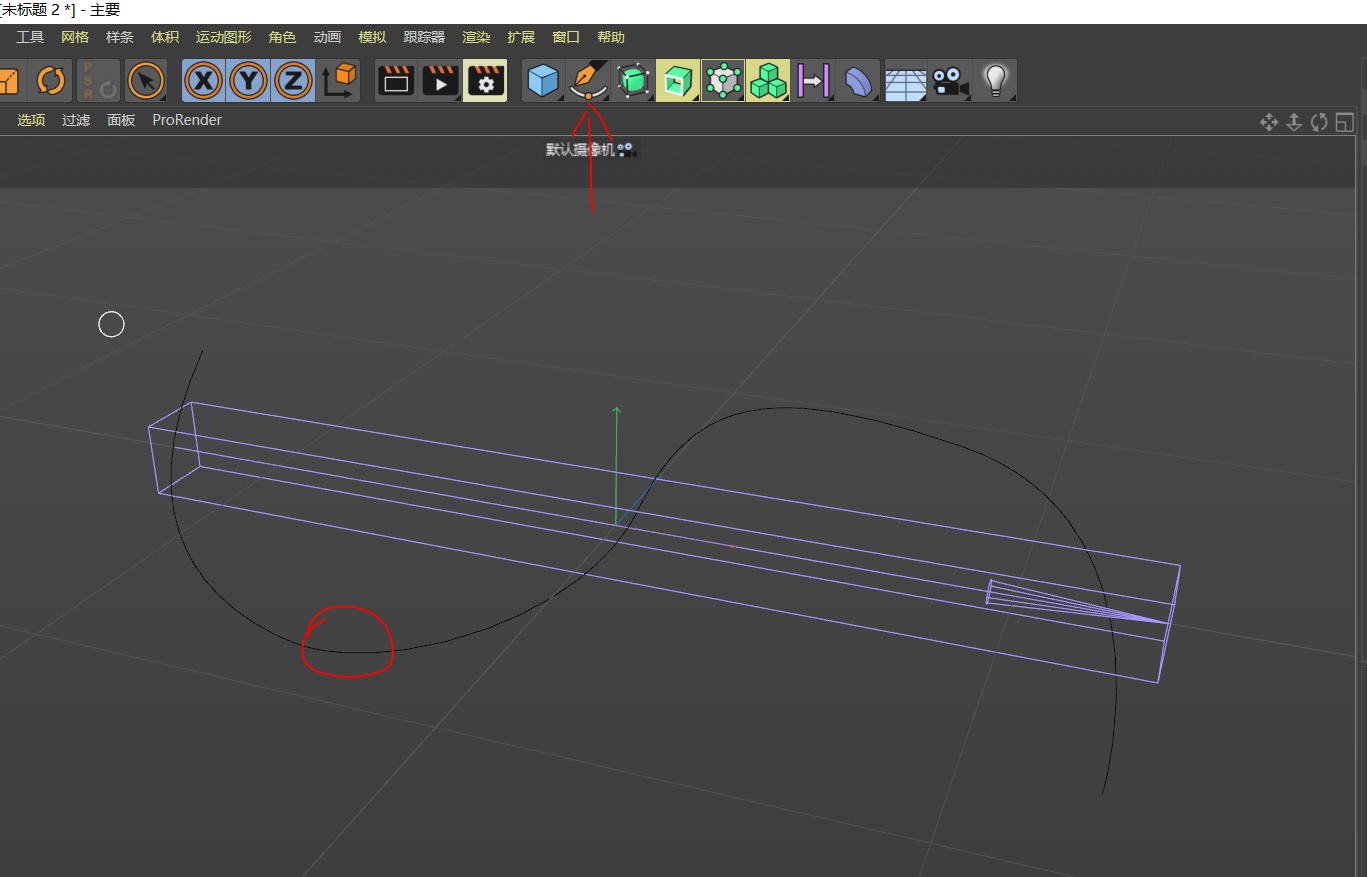 [未标题 2 *] - 主要
工具 网格 样条 体积 运动图形 角色 动画 模拟 跟踪器 渲染 扩展 窗口 帮助
P
S
R
X Y Z
选项 过滤 面板 ProRender
默认摄像机